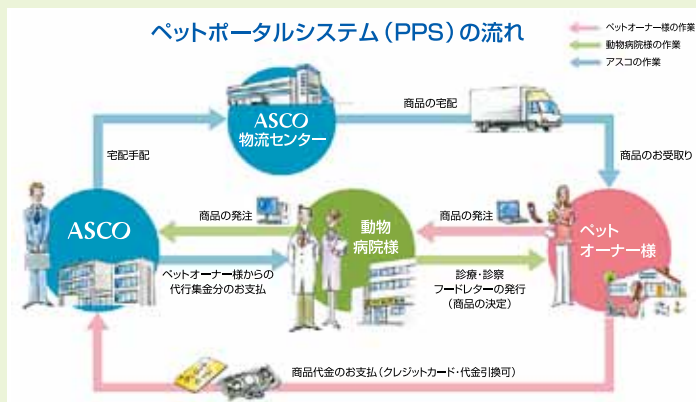 ペットポータルシステム（PPS）の流れ
ペットオーナー様の作業
動物病院様の作業
アスコの作業
ASCO
物流センター
商品の宅配
宅配手配
商品のお受取り
ASCO
商品の発注
動物
病院様
商品の発注
ペット
オーナー様
ペットオーナー様からの
代行集金分のお支払
診療・診察
フードレターの発行
（商品の決定）
商品代金のお支払（クレジットカード・代金引換可）